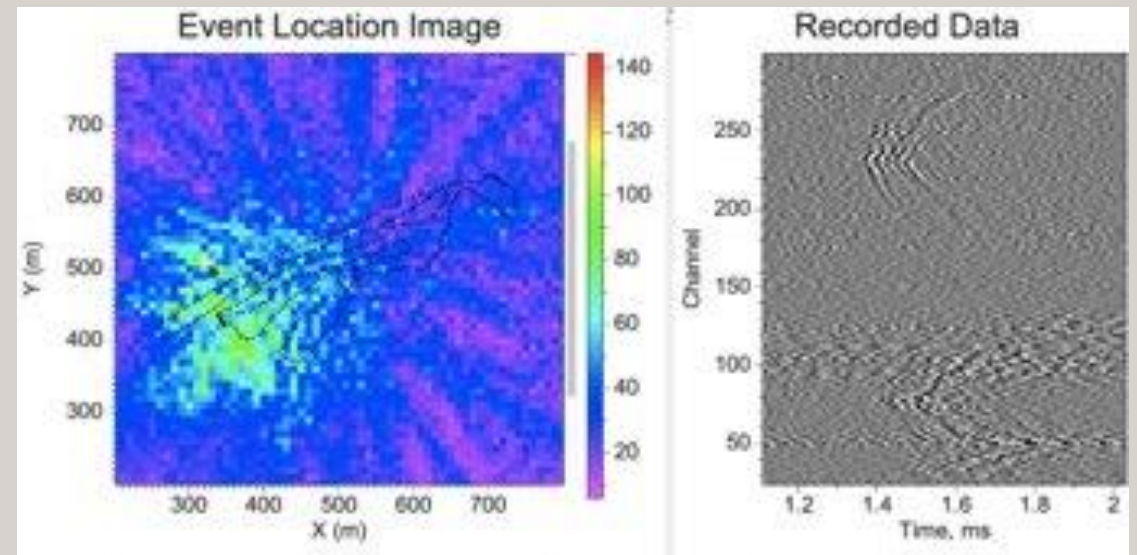 Event Location Image
Y (m)
700
600
500
400
300
300 400 500 600 700
X (m)
140
120
100
80
60
40
20
Recorded Data
Channel
250
200
150
100
50
1.2 1.4 1.6 1.8 2
Time, ms